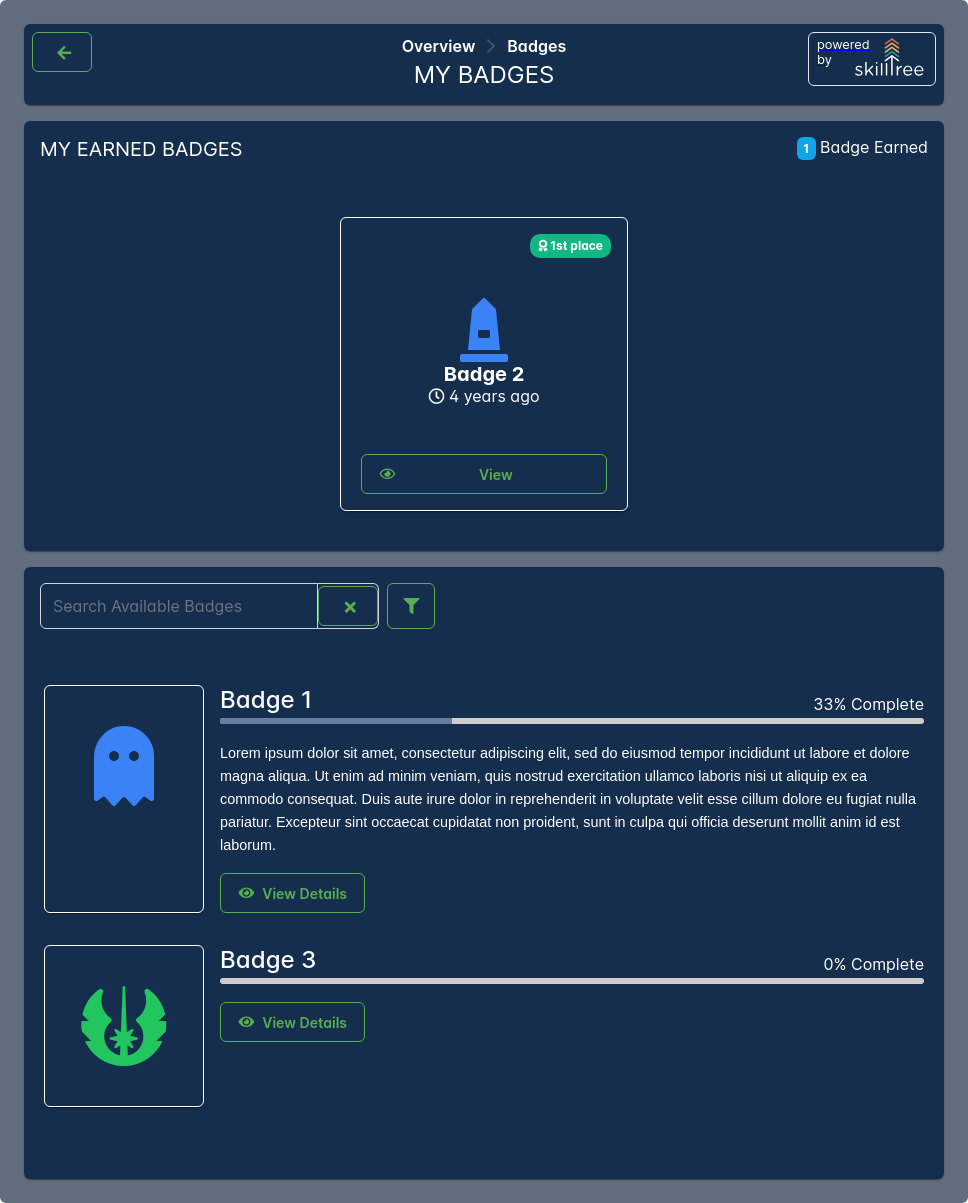 Overview Badges
MY BADGES
powered
by
skilltree
MY EARNED BADGES
1 Badge Earned
1st place
Badge 2
4 years ago
View
Search Available Badges
Badge 1
33% Complete
Lorem ipsum dolor sit amet, consectetur adipiscing elit, sed do eiusmod tempor incididunt ut labore et dolore
magna aliqua. Ut enim ad minim veniam, quis nostrud exercitation ullamco laboris nisi ut aliquip ex ea
commodo consequat. Duis aute irure dolor in reprehenderit in voluptate velit esse cillum dolore eu fugiat nulla
pariatur. Excepteur sint occaecat cupidatat non proident, sunt in culpa qui officia deserunt mollit anim id est
laborum.
View Details
Badge 3
0% Complete
View Details